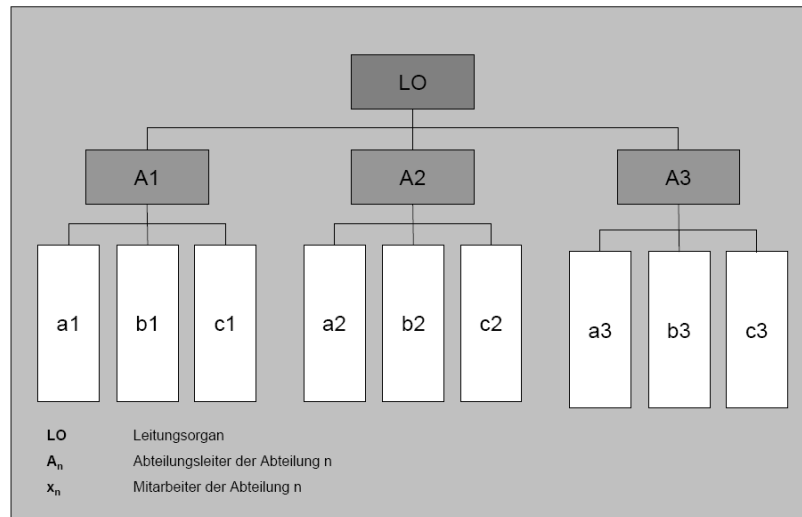 LO
A1 A2 A3
a1 b1 c1 a2 b2 c2 a3 b3 c3
LO Leitungsorgan
An Abteilungsleiter der Abteilung n
xn Mitarbeiter der Abteilung n